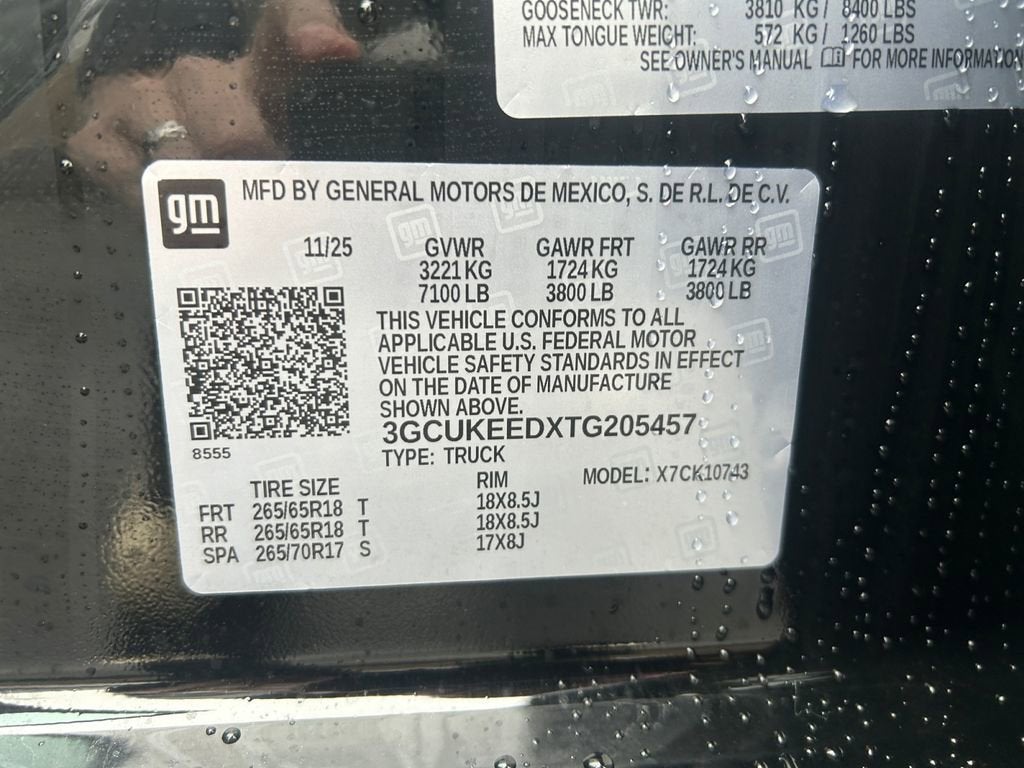 GOOSENECK TWR: 3810 KG / 8400 LBS
MAX TONGUE WEIGHT: 572 KG / 1260 LBS
SEE OWNER'S MANUAL FOR MORE INFORMATION
gm
MFD BY GENERAL MOTORS DE MEXICO, S. DE R.L. DE C.V.
11/25 GVWR GAWR FRT GAWR RR
3221 KG 1724 KG 1724 KG
7100 LB 3800 LB 3800 LB
THIS VEHICLE CONFORMS TO ALL
APPLICABLE U.S. FEDERAL MOTOR
VEHICLE SAFETY STANDARDS IN EFFECT
ON THE DATE OF MANUFACTURE
SHOWN ABOVE.
3GCUKEEDXTG205457
8555
TYPE: TRUCK
MODEL: X7CK10743
TIRE SIZE RIM
FRT 265/65R18 T 18X8.5J
RR 265/65R18 T 18X8.5J
SPA 265/70R17 S 17X8J